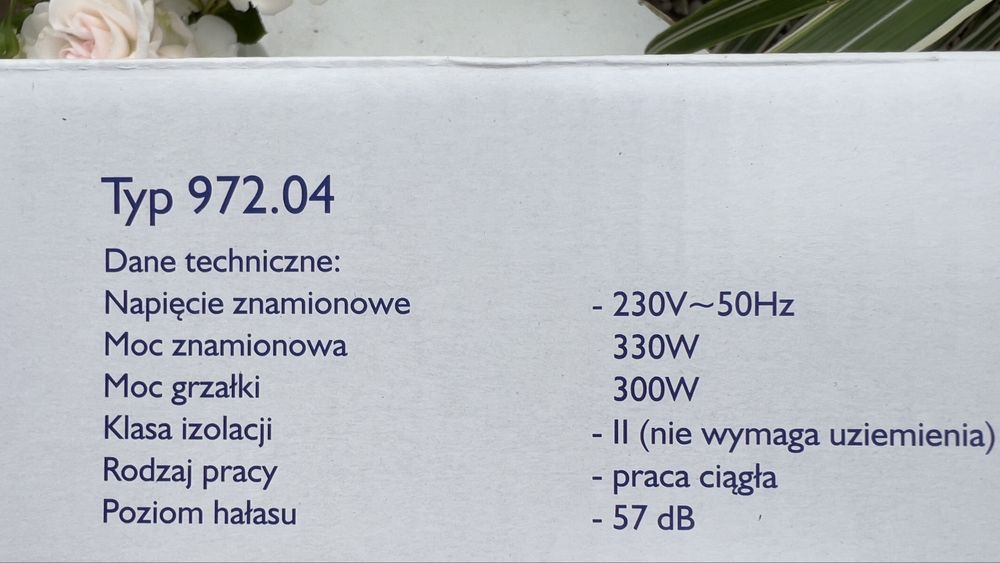 Typ 972.04
Dane techniczne:
Napięcie znamionowe - 230V~50Hz
Moc znamionowa 330W
Moc grzałki 300W
Klasa izolacji - II (nie wymaga uziemienia)
Rodzaj pracy - praca ciągła
Poziom hałasu - 57 dB